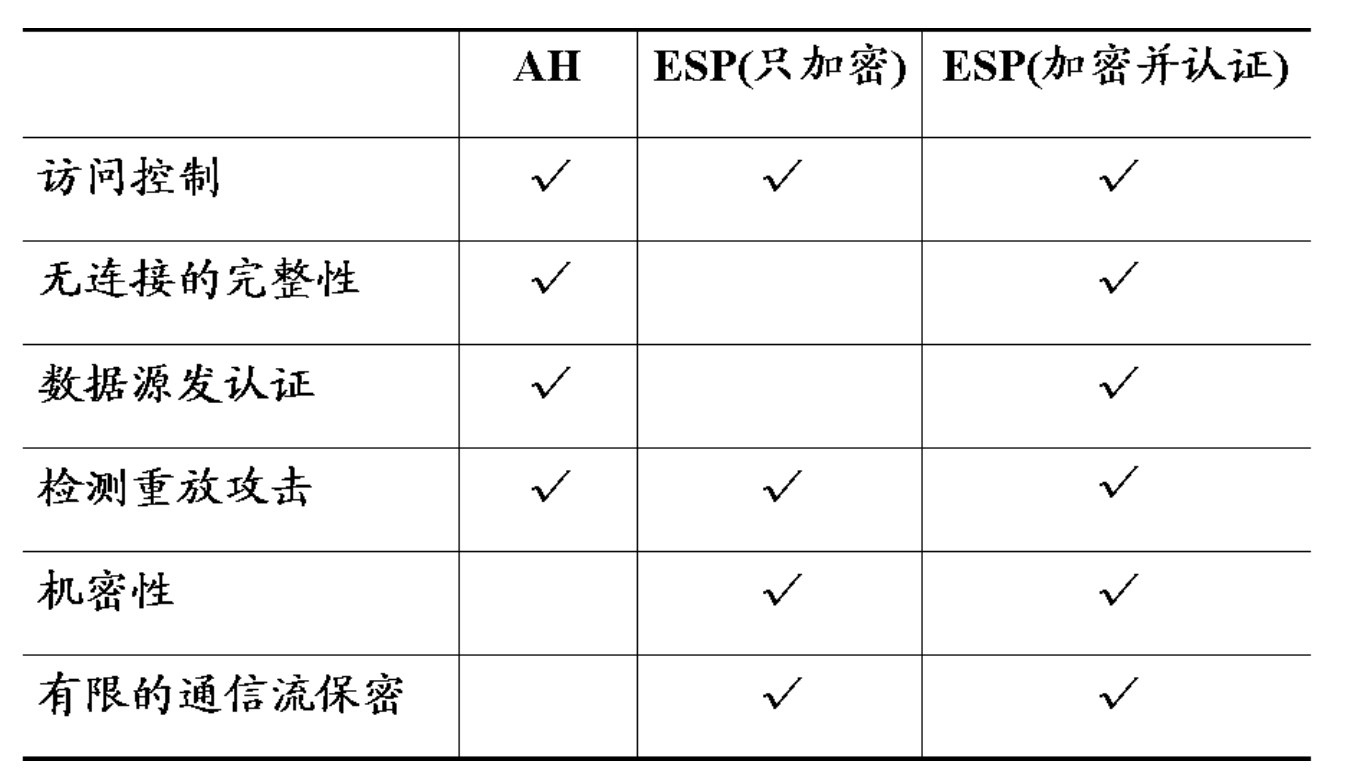 AH ESP(只加密) ESP(加密并认证)
访问控制 √ √ √
无连接的完整性 √ √
数据源发认证 √ √
检测重放攻击 √ √ √
机密性 √ √
有限的通信流保密 √ √